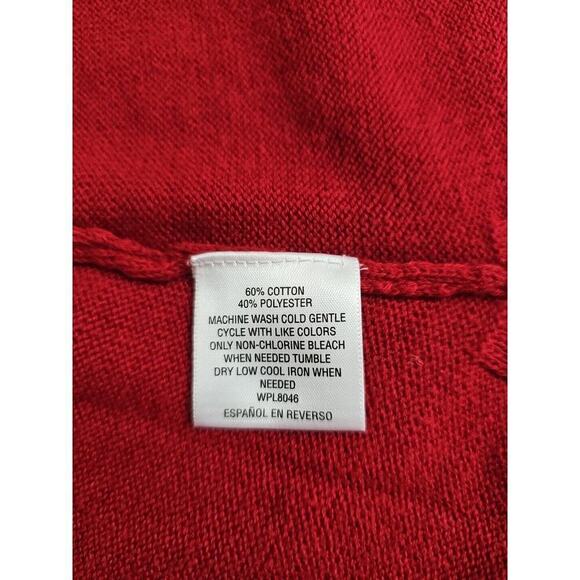 60% COTTON
40% POLYESTER
MACHINE WASH COLD GENTLE
CYCLE WITH LIKE COLORS
ONLY NON-CHLORINE BLEACH
WHEN NEEDED TUMBLE
DRY LOW COOL IRON WHEN
NEEDED
WPL8046
ESPAÑOL EN REVERSO